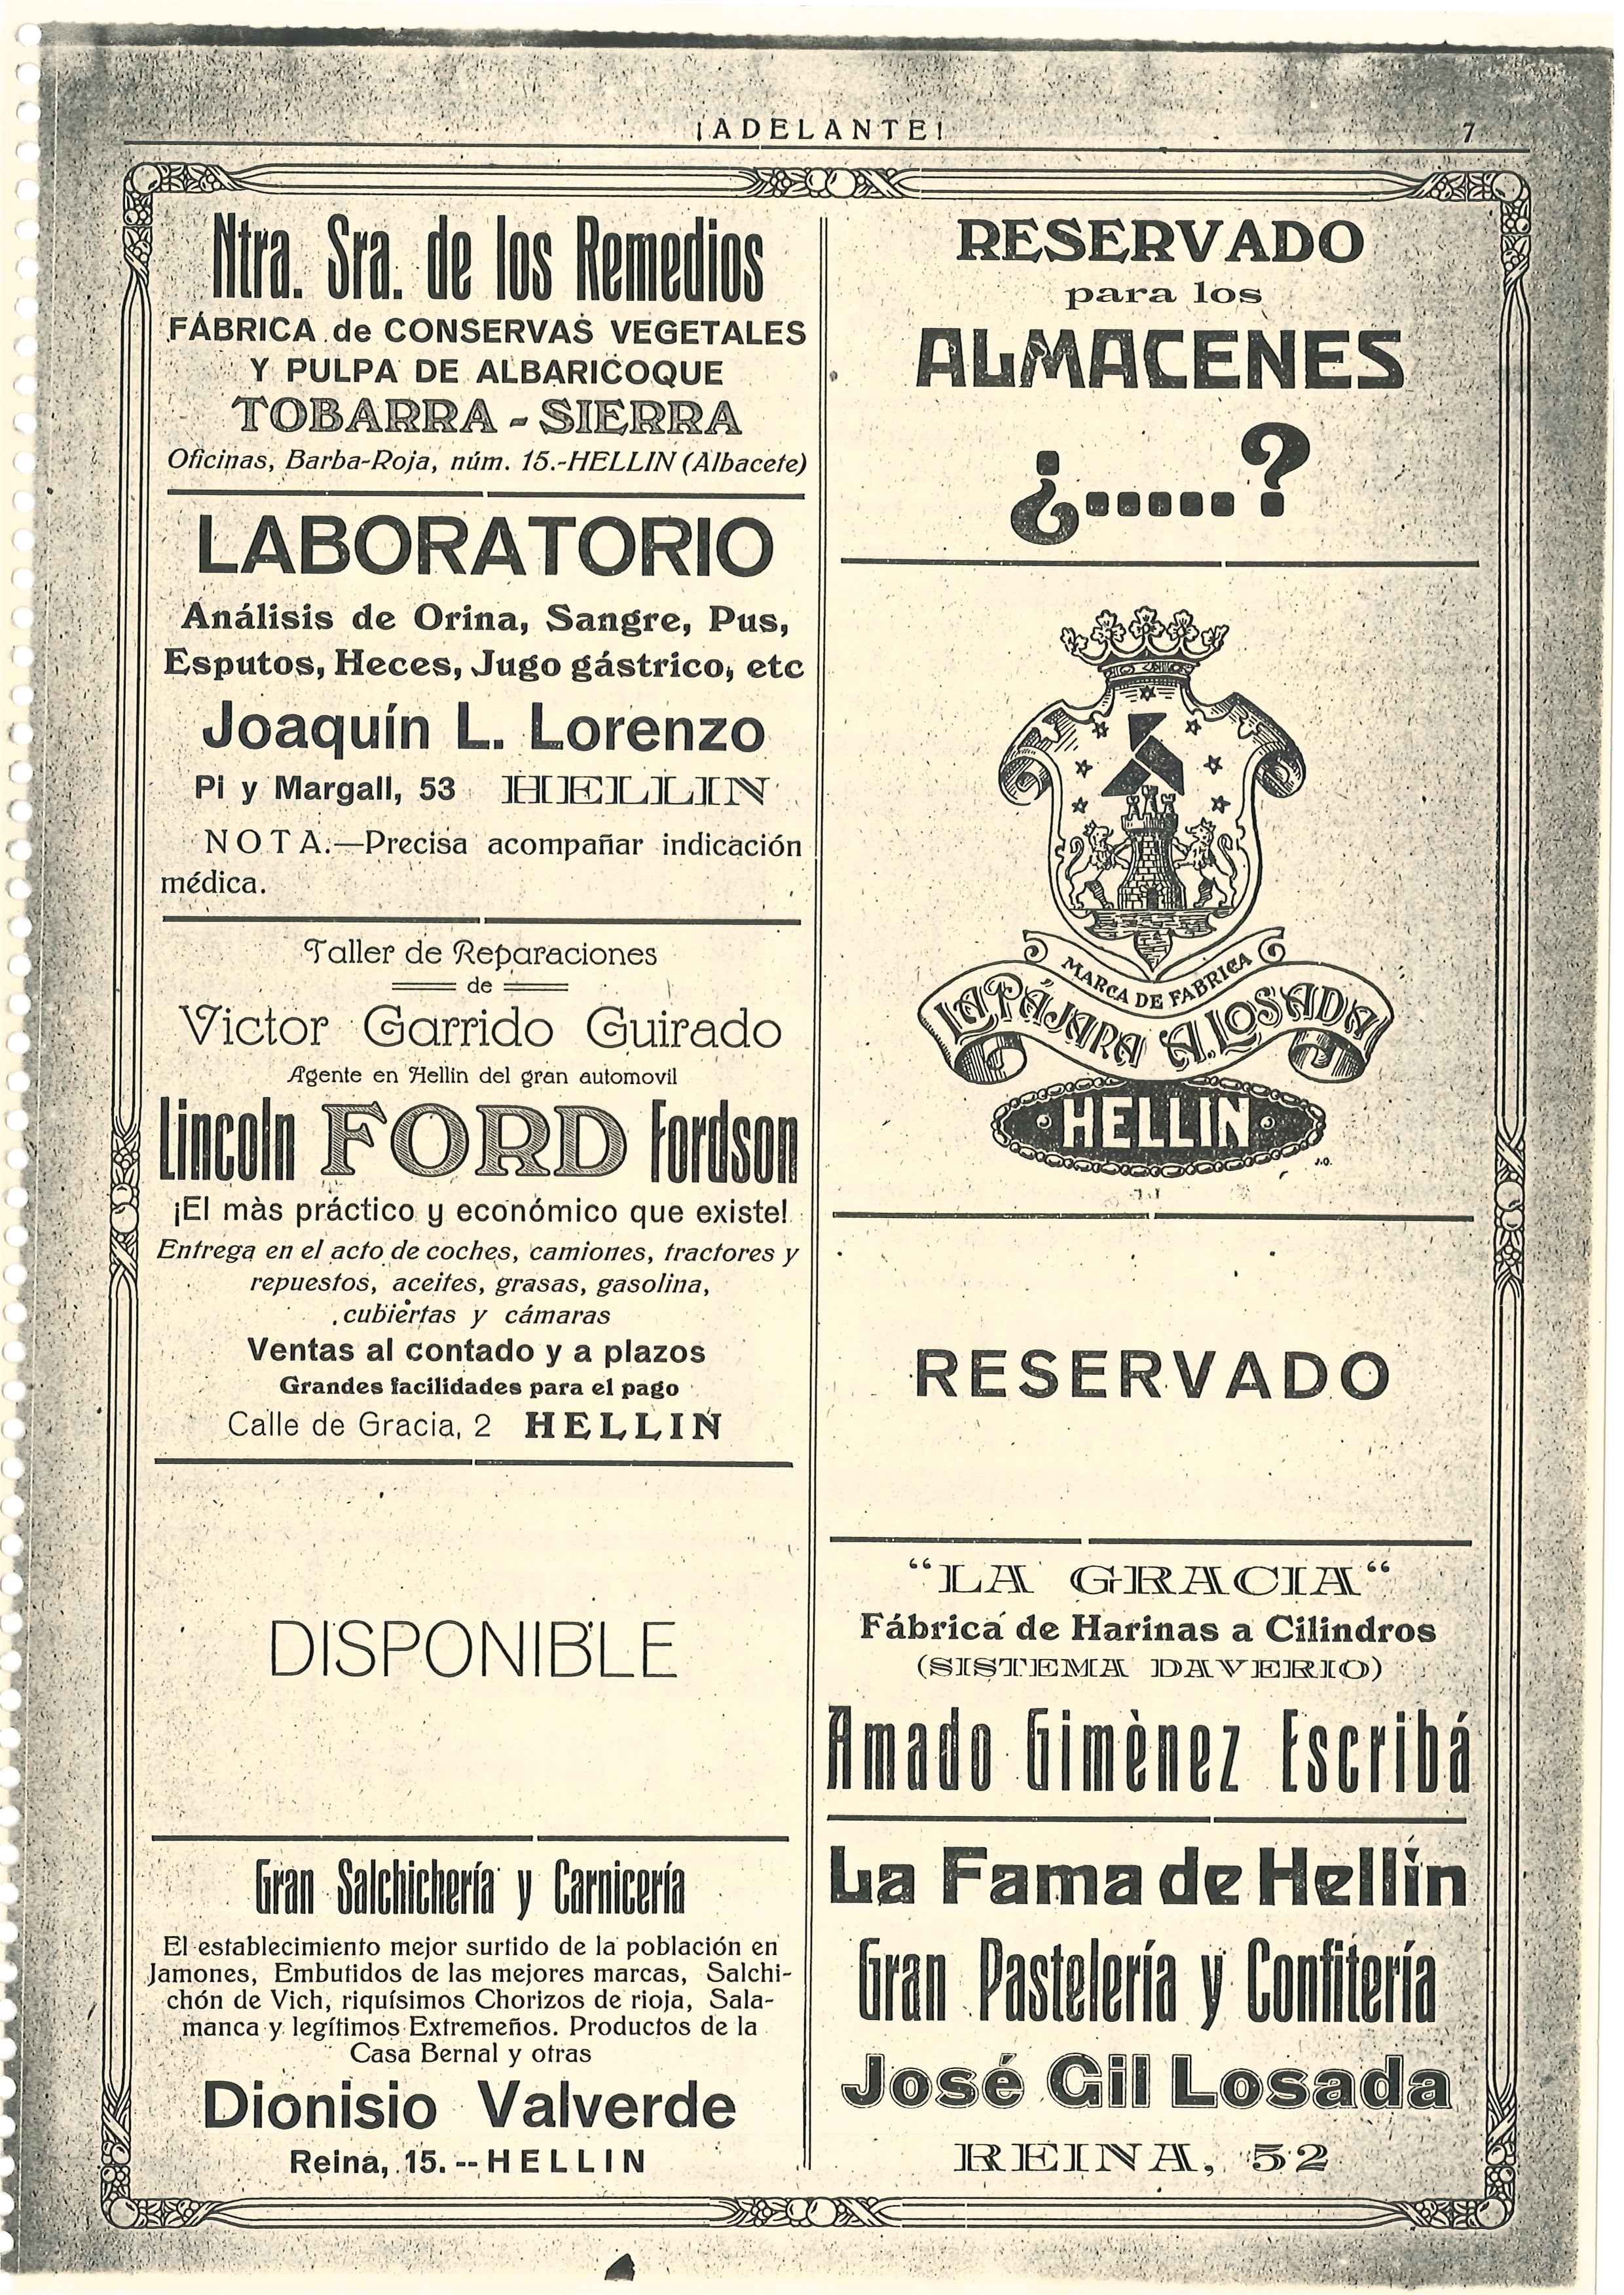 ¡ADELANTE!
7
Ntra. Sra. de los Remedios
FÁBRICA de CONSERVAS VEGETALES
Y PULPA DE ALBARICOQUE
TOBARRA - SIERRA
Oficinas, Barba-Roja, núm. 15.-HELLIN (Albacete)
LABORATORIO
Análisis de Orina, Sangre, Pus,
Esputos, Heces, Jugo gástrico, etc
Joaquín L. Lorenzo
Pi y Margall, 53 HELLIN
NOTA.—Precisa acompañar indicación
médica.
Taller de Reparaciones
de
Victor Garrido Guirado
Agente en Hellin del gran automovil
Lincoln FORD Fordson
¡El màs práctico y económico que existe!
Entrega en el acto de coches, camiones, tractores y
repuestos, aceites, grasas, gasolina,
cubiertas y cámaras
Ventas al contado y a plazos
Grandes facilidades para el pago
Calle de Gracia, 2 HELLIN
DISPONIBLE
Gran Salchichería y Carnicería
El establecimiento mejor surtido de la población en
Jamones, Embutidos de las mejores marcas, Salchi-
chón de Vich, riquísimos Chorizos de rioja, Sala-
manca y legítimos Extremeños. Productos de la
Casa Bernal y otras
Dionisio Valverde
Reina, 15. -- HELLIN
RESERVADO
para los
ALMACENES
¿.....?
MARCA DE FABRICA
LA PÁJARA A. LOSADA
HELLIN
J.O.
RESERVADO
“LA GRACIA“
Fábrica de Harinas a Cilindros
(SISTEMA DAVERIO)
Amado Gimènez Escribá
La Fama de Hellín
Gran Pastelería y Confitería
José Gil Losada
REINA, 52